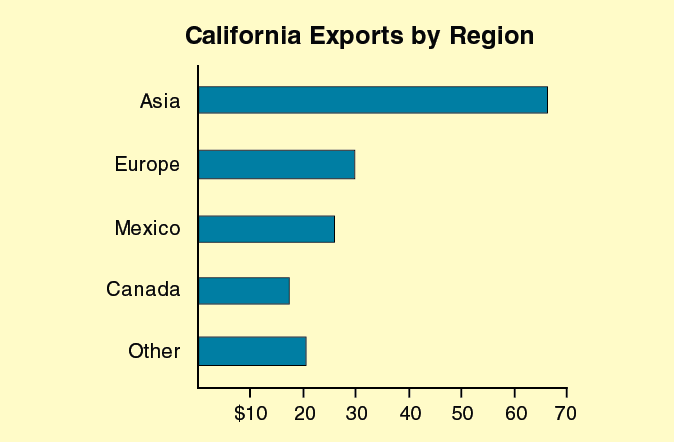 California Exports by Region
Asia
Europe
Mexico
Canada
Other
$10 20 30 40 50 60 70